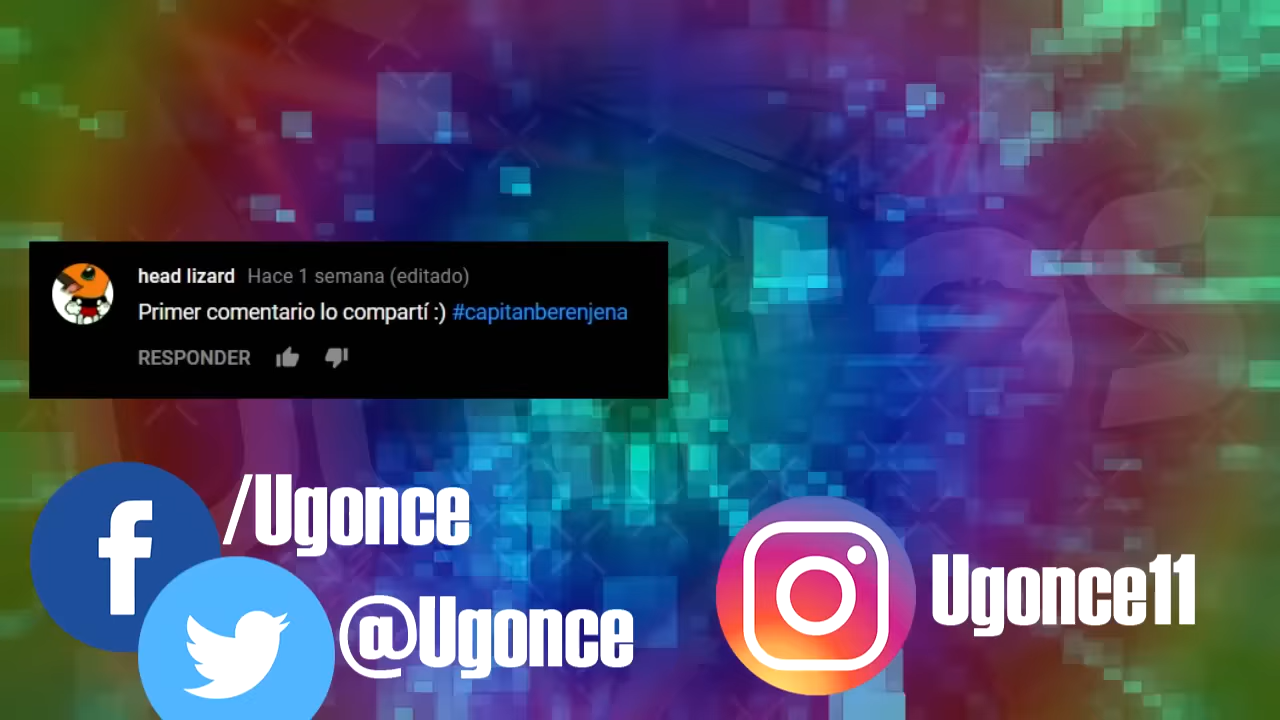 head lizard Hace 1 semana (editado)
Primer comentario lo compartí :) #capitanberenjena
RESPONDER
/Ugonce
@Ugonce
Ugonce11